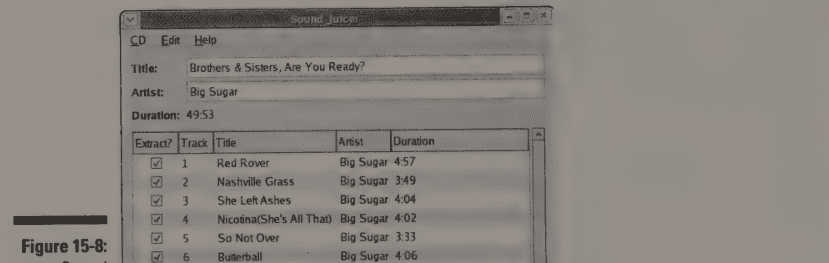 Sound Juicer
CD Edit Help
Title: Brothers & Sisters, Are You Ready?
Artist: Big Sugar
Duration: 49:53
Extract? Track Title Artist Duration
1 Red Rover Big Sugar 4:57
2 Nashville Grass Big Sugar 3:49
3 She Left Ashes Big Sugar 4:04
4 Nicotina(She's All That) Big Sugar 4:02
5 So Not Over Big Sugar 3:33
6 Butterball Big Sugar 4:06
Figure 15-8: